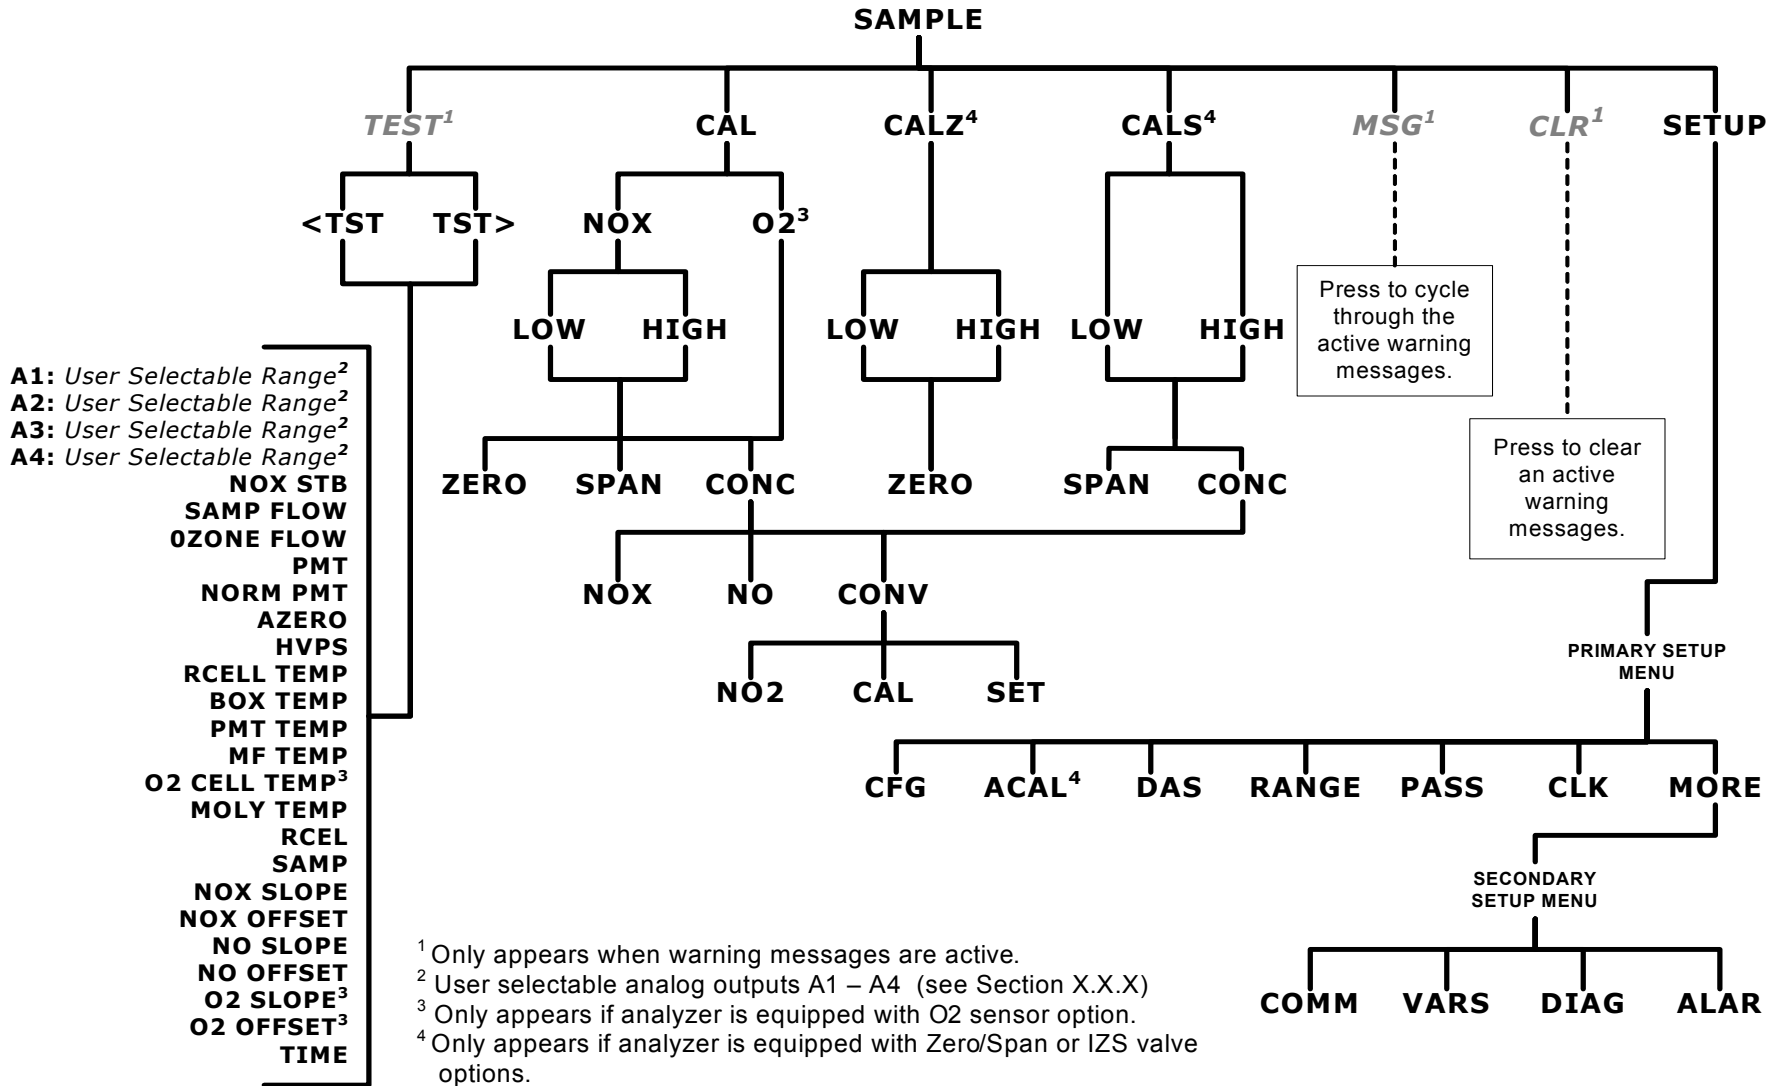 SAMPLE
TEST¹ CAL CALZ⁴ CALS⁴ MSG¹ CLR¹ SETUP
<TST TST> NOX O2³
LOW HIGH LOW HIGH LOW HIGH
Press to cycle
through the
active warning
messages.
A1: User Selectable Range²
A2: User Selectable Range²
A3: User Selectable Range²
A4: User Selectable Range²
NOX STB
SAMP FLOW
0ZONE FLOW
PMT
NORM PMT
AZERO
HVPS
RCELL TEMP
BOX TEMP
PMT TEMP
MF TEMP
O2 CELL TEMP³
MOLY TEMP
RCEL
SAMP
NOX SLOPE
NOX OFFSET
NO SLOPE
NO OFFSET
O2 SLOPE³
O2 OFFSET³
TIME
ZERO SPAN CONC ZERO SPAN CONC
Press to clear
an active
warning
messages.
NOX NO CONV
NO2 CAL SET
PRIMARY SETUP
MENU
CFG ACAL⁴ DAS RANGE PASS CLK MORE
SECONDARY
SETUP MENU
COMM VARS DIAG ALAR
¹ Only appears when warning messages are active.
² User selectable analog outputs A1 – A4 (see Section X.X.X)
³ Only appears if analyzer is equipped with O2 sensor option.
⁴ Only appears if analyzer is equipped with Zero/Span or IZS valve
options.